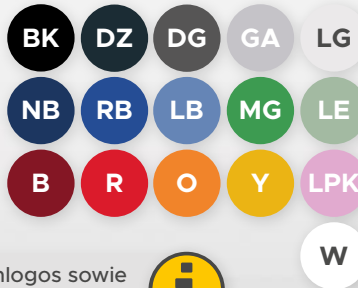 BK DZ DG GA LG
NB RB LB MG LE
B R O Y LPK
W
nlogos sowie